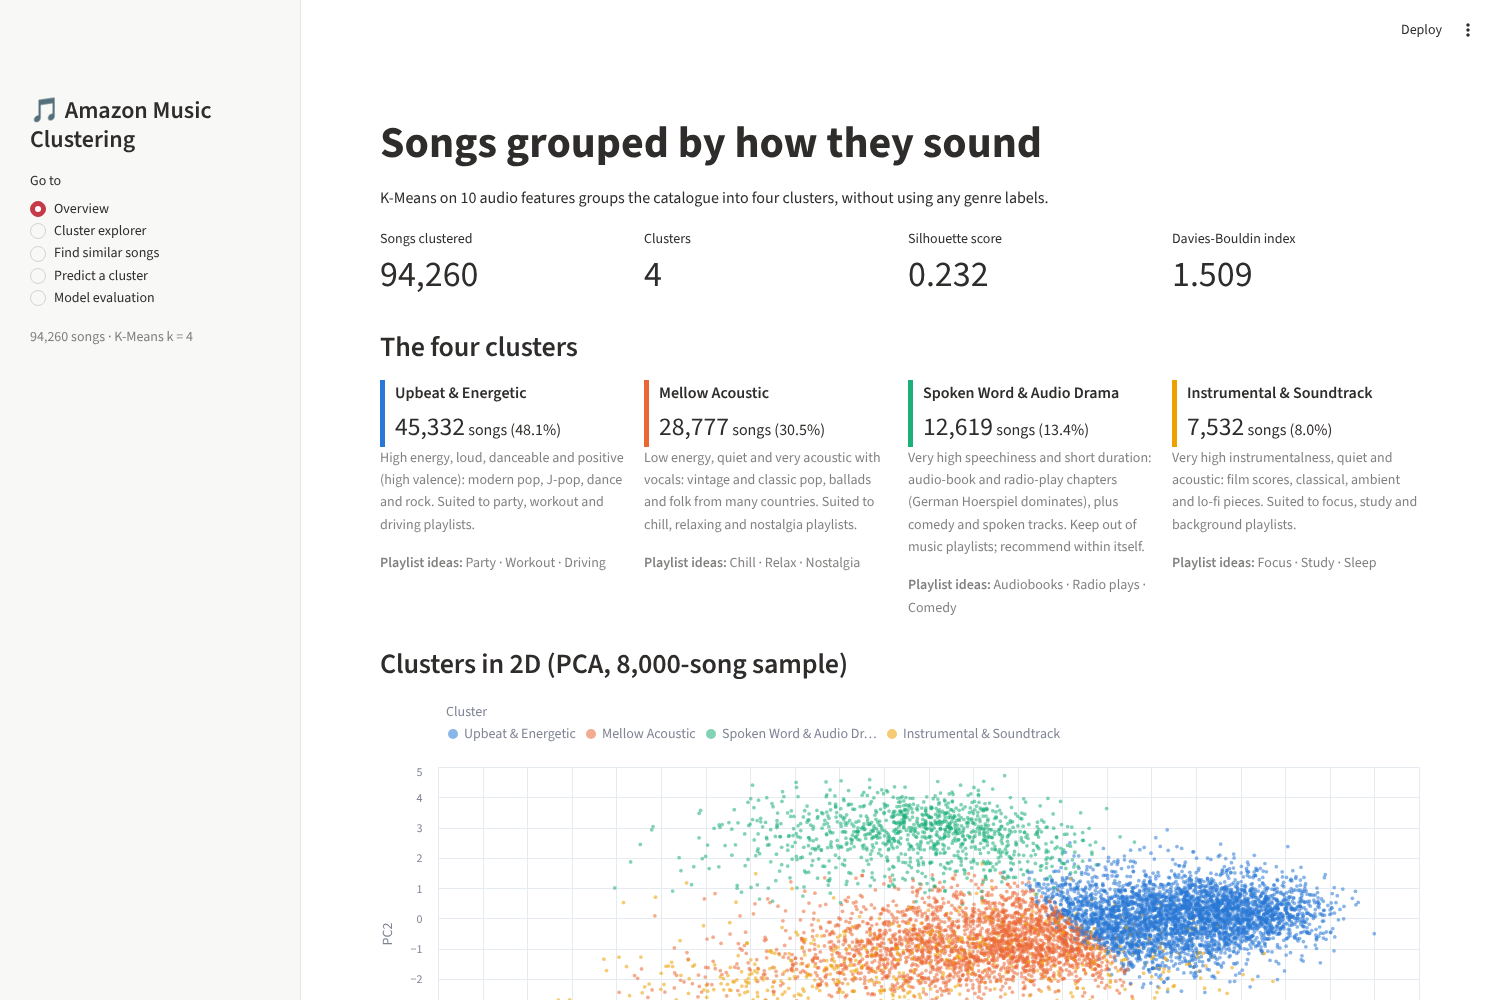 Deploy
🎵 Amazon Music
Clustering
Go to
Overview
Cluster explorer
Find similar songs
Predict a cluster
Model evaluation
94,260 songs · K-Means k = 4
Songs grouped by how they sound
K-Means on 10 audio features groups the catalogue into four clusters, without using any genre labels.
Songs clustered
94,260
Clusters
4
Silhouette score
0.232
Davies-Bouldin index
1.509
The four clusters
Upbeat & Energetic
45,332 songs (48.1%)
High energy, loud, danceable and positive
(high valence): modern pop, J-pop, dance
and rock. Suited to party, workout and
driving playlists.
Playlist ideas: Party · Workout · Driving
Mellow Acoustic
28,777 songs (30.5%)
Low energy, quiet and very acoustic with
vocals: vintage and classic pop, ballads
and folk from many countries. Suited to
chill, relaxing and nostalgia playlists.
Playlist ideas: Chill · Relax · Nostalgia
Spoken Word & Audio Drama
12,619 songs (13.4%)
Very high speechiness and short duration:
audio-book and radio-play chapters
(German Hoerspiel dominates), plus
comedy and spoken tracks. Keep out of
music playlists; recommend within itself.
Playlist ideas: Audiobooks · Radio plays ·
Comedy
Instrumental & Soundtrack
7,532 songs (8.0%)
Very high instrumentalness, quiet and
acoustic: film scores, classical, ambient
and lo-fi pieces. Suited to focus, study and
background playlists.
Playlist ideas: Focus · Study · Sleep
Clusters in 2D (PCA, 8,000-song sample)
Cluster
Upbeat & Energetic
Mellow Acoustic
Spoken Word & Audio Dr…
Instrumental & Soundtrack
5
4
3
2
1
0
−1
−2
PC2